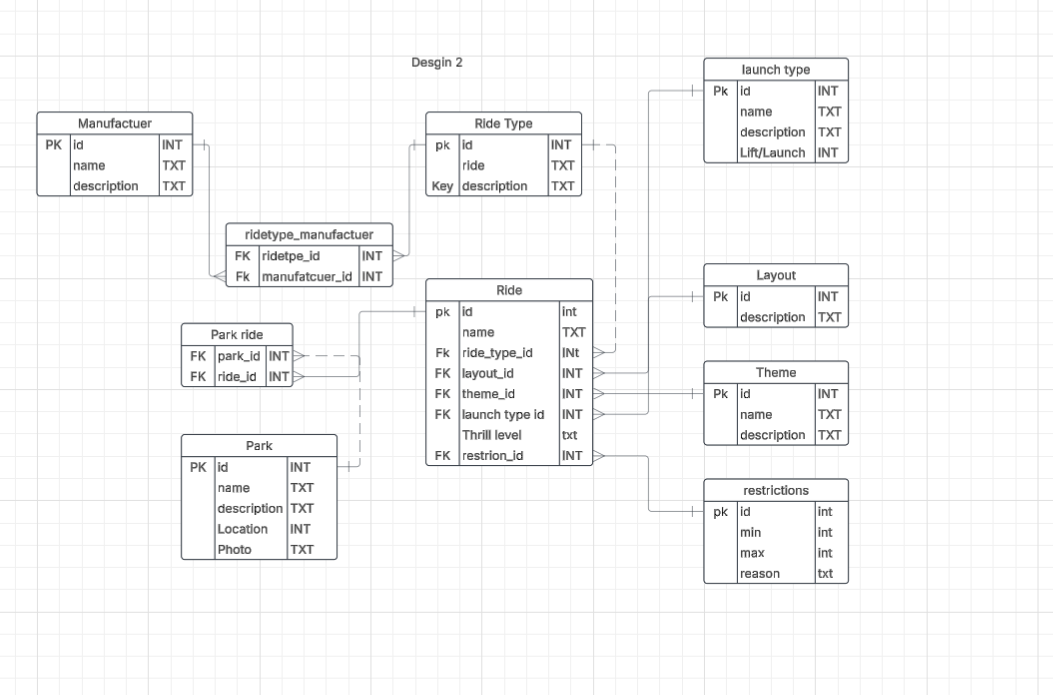 Desgin 2
Manufactuer
PK id INT
name TXT
description TXT
Ride Type
pk id INT
ride TXT
Key description TXT
launch type
Pk id INT
name TXT
description TXT
Lift/Launch INT
ridetype_manufactuer
FK ridetpe_id INT
Fk manufatcuer_id INT
Ride
pk id int
name TXT
Fk ride_type_id INt
FK layout_id INT
FK theme_id INT
FK launch type id INT
Thrill level txt
FK restrion_id INT
Layout
Pk id INT
description TXT
Park ride
FK park_id INT
FK ride_id INT
Theme
Pk id INT
name TXT
description TXT
Park
PK id INT
name TXT
description TXT
Location INT
Photo TXT
restrictions
pk id int
min int
max int
reason txt